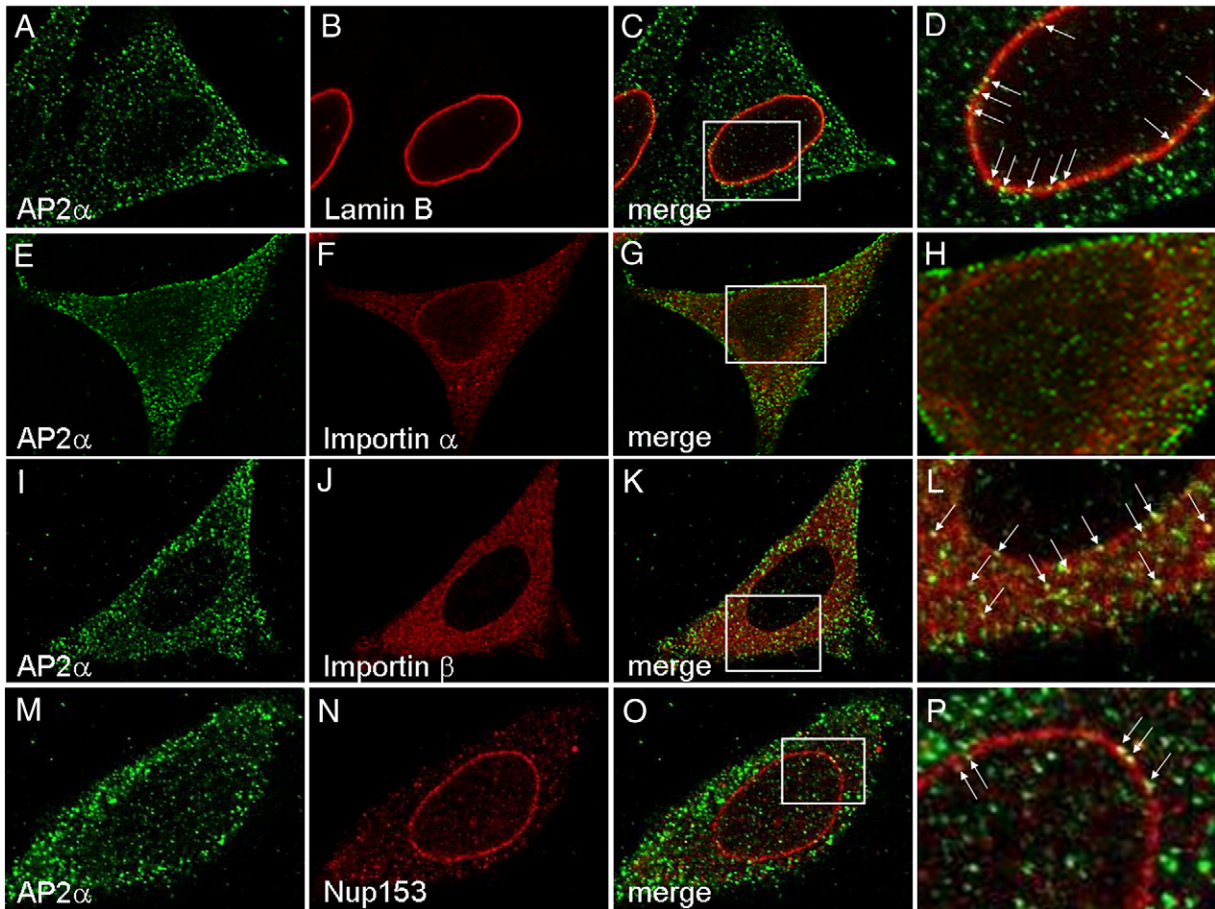 A B C D
AP2α Lamin B merge
E F G H
AP2α Importin α merge
I J K L
AP2α Importin β merge
M N O P
AP2α Nup153 merge